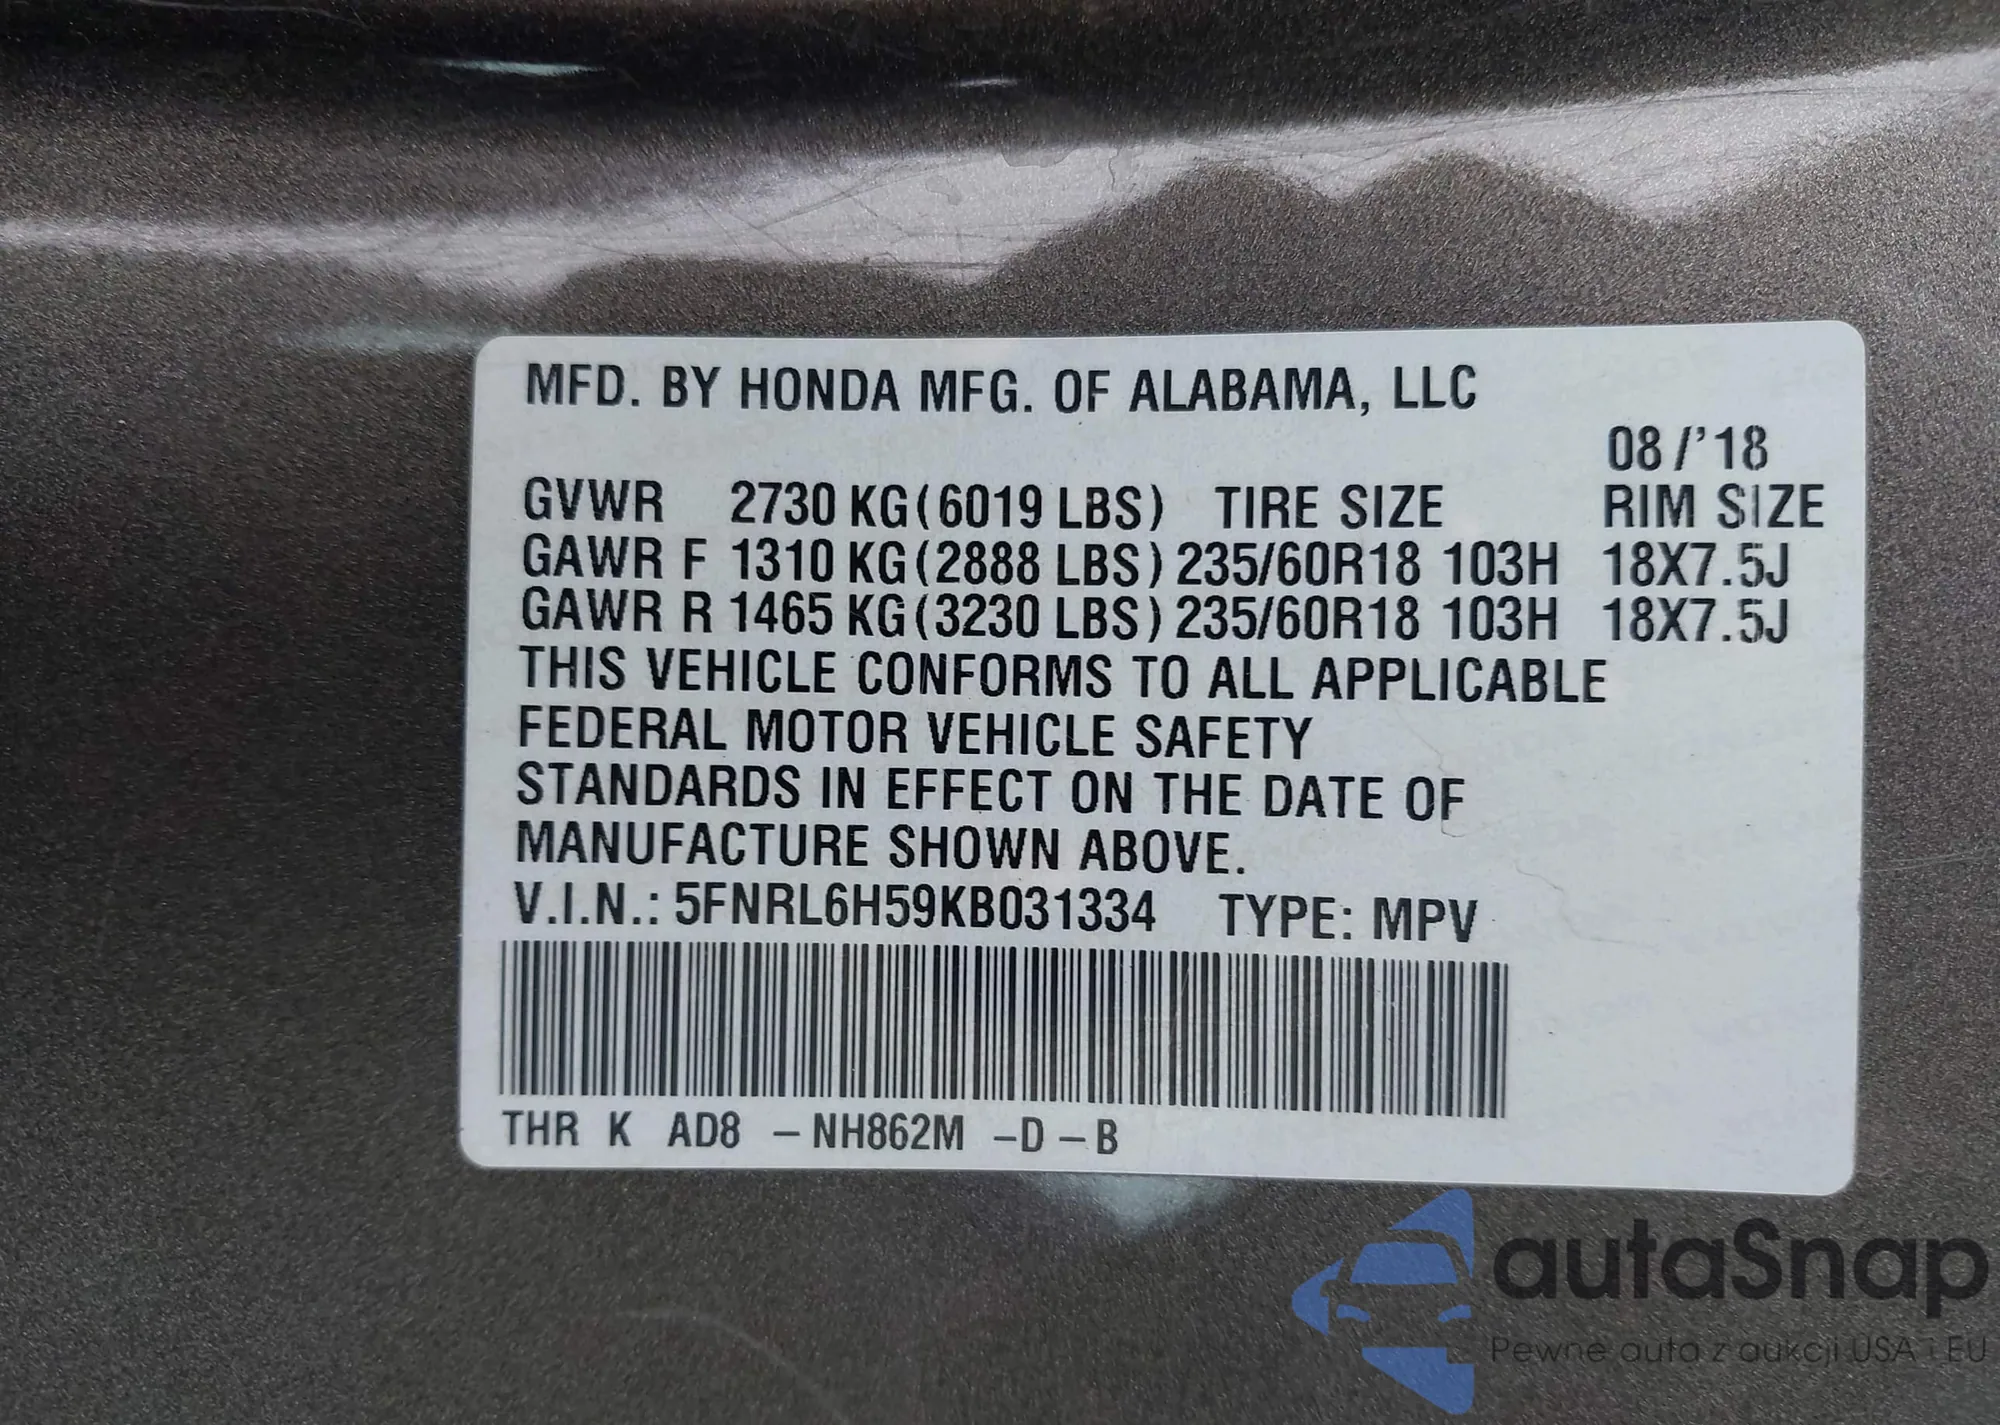 MFD. BY HONDA MFG. OF ALABAMA, LLC
08/'18
GVWR 2730 KG(6019 LBS) TIRE SIZE RIM SIZE
GAWR F 1310 KG(2888 LBS) 235/60R18 103H 18X7.5J
GAWR R 1465 KG(3230 LBS) 235/60R18 103H 18X7.5J
THIS VEHICLE CONFORMS TO ALL APPLICABLE
FEDERAL MOTOR VEHICLE SAFETY
STANDARDS IN EFFECT ON THE DATE OF
MANUFACTURE SHOWN ABOVE.
V.I.N.: 5FNRL6H59KB031334 TYPE: MPV
THR K AD8 -NH862M -D-B
autaSnap
Pewne auta z aukcji USA i EU